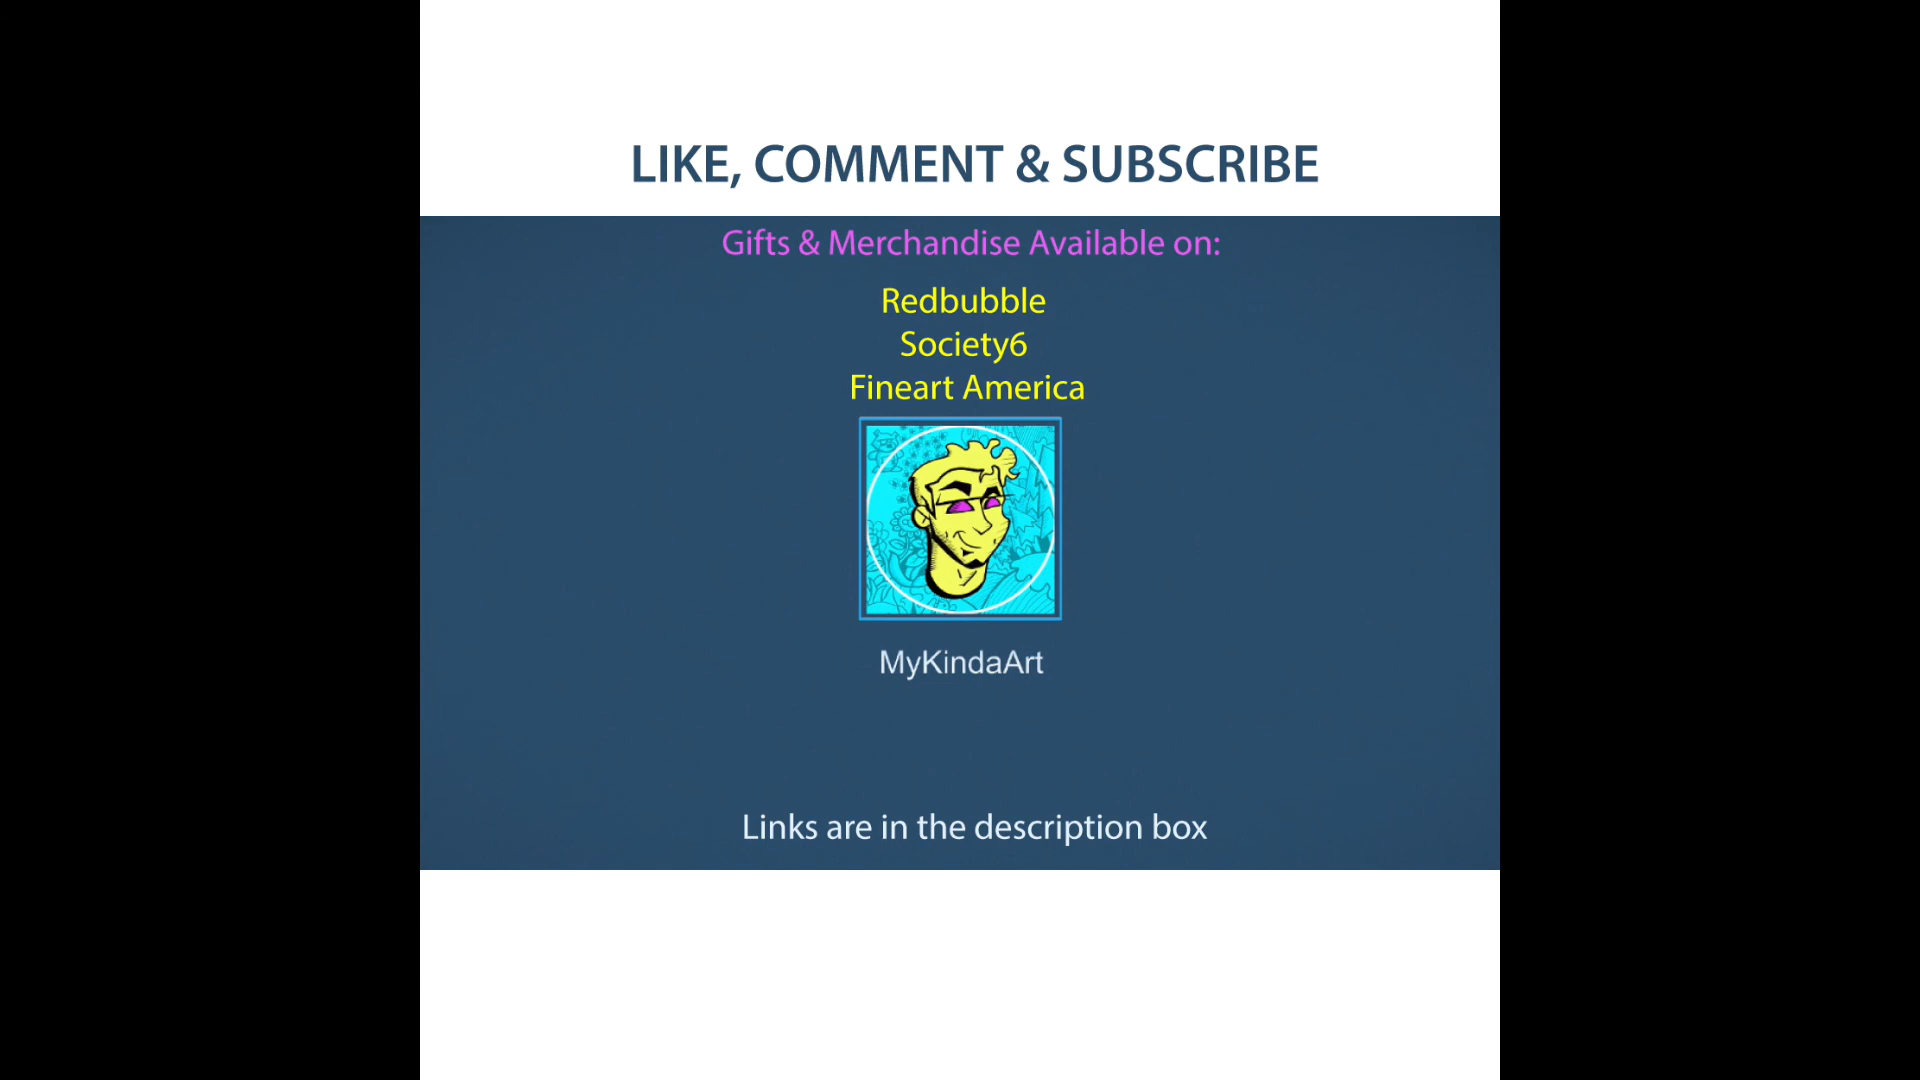 LIKE, COMMENT & SUBSCRIBE
Gifts & Merchandise Available on:
Redbubble
Society6
Fineart America
MyKindaArt
Links are in the description box